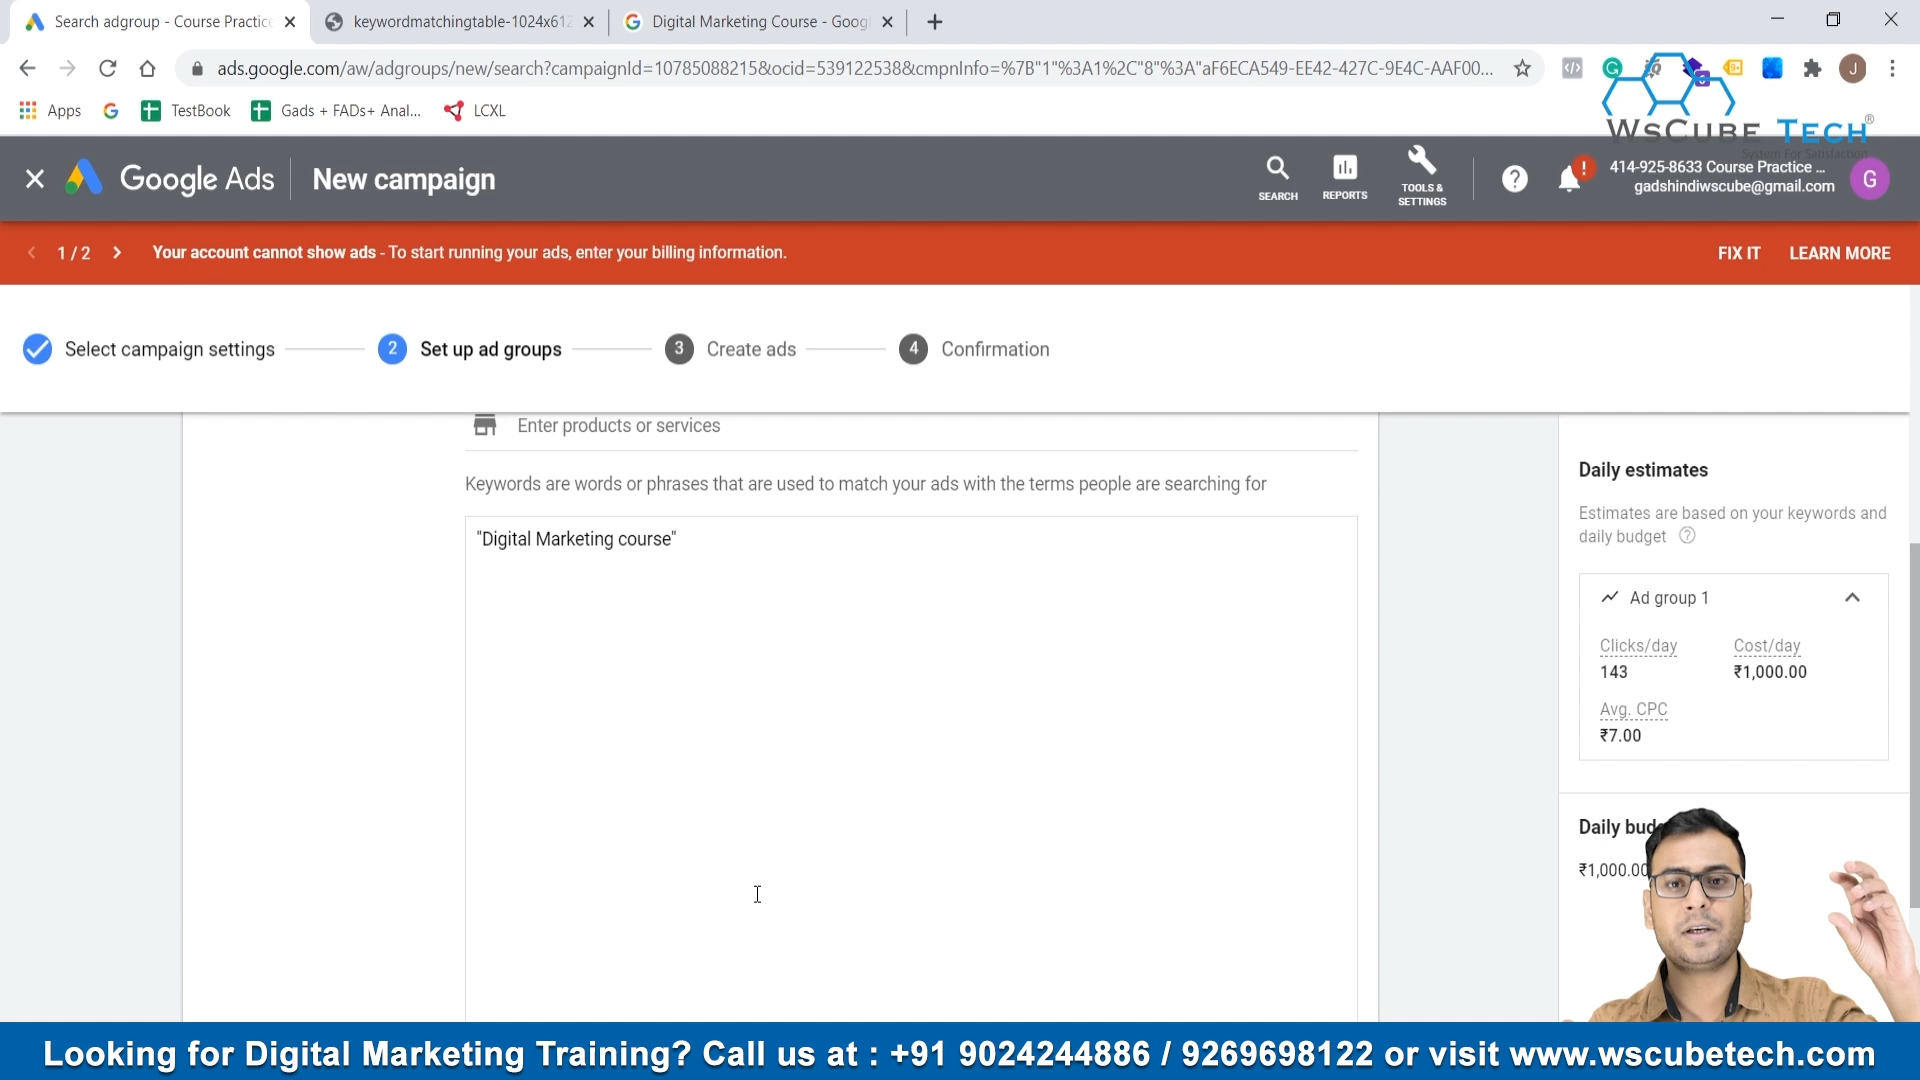 Search adgroup - Course Practice
keywordmatchingtable-1024x612
Digital Marketing Course - Googl
ads.google.com/aw/adgroups/new/search?campaignId=10785088215&ocid=539122538&cmpnInfo=%7B"1"%3A1%2C"8"%3A"aF6ECA549-EE42-427C-9E4C-AAF00...
J
Apps
TestBook
Gads + FADs+ Anal...
LCXL
WsCube Tech®
System For Satisfaction
Google Ads
New campaign
SEARCH
REPORTS
TOOLS &
SETTINGS
414-925-8633 Course Practice ...
gadshindiwscube@gmail.com
G
1 / 2
Your account cannot show ads - To start running your ads, enter your billing information.
FIX IT
LEARN MORE
Select campaign settings
2 Set up ad groups
3 Create ads
4 Confirmation
Enter products or services
Keywords are words or phrases that are used to match your ads with the terms people are searching for
"Digital Marketing course"
Daily estimates
Estimates are based on your keywords and
daily budget
Ad group 1
Clicks/day
Cost/day
143
₹1,000.00
Avg. CPC
₹7.00
Daily
₹1,000.00
Looking for Digital Marketing Training? Call us at : +91 9024244886 / 9269698122 or visit www.wscubetech.com